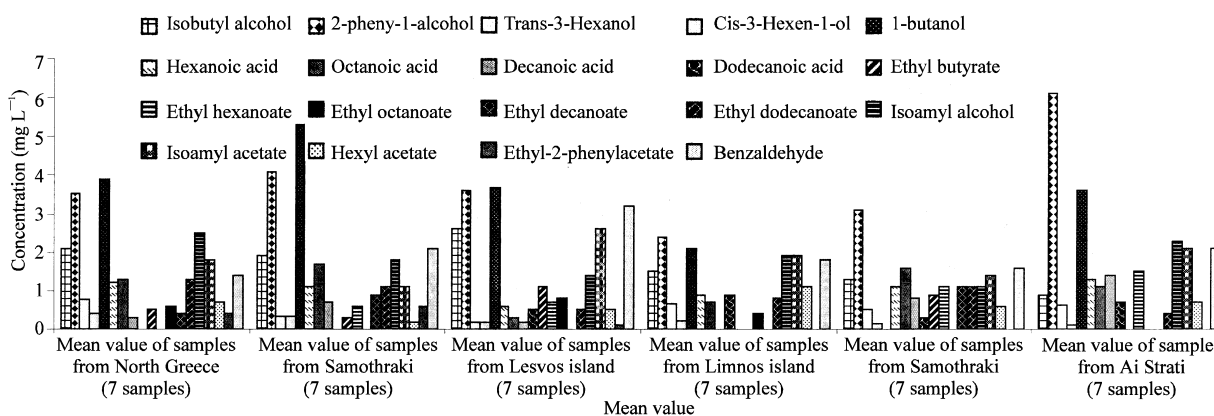 Isobutyl alcohol 2-pheny-1-alcohol Trans-3-Hexanol Cis-3-Hexen-1-ol 1-butanol
Hexanoic acid Octanoic acid Decanoic acid Dodecanoic acid Ethyl butyrate
Ethyl hexanoate Ethyl octanoate Ethyl decanoate Ethyl dodecanoate Isoamyl alcohol
Isoamyl acetate Hexyl acetate Ethyl-2-phenylacetate Benzaldehyde
Concentration (mg L⁻¹)
7
6
5
4
3
2
1
0
Mean value of samples Mean value of samples Mean value of samples Mean value of samples Mean value of samples Mean value of sample
from North Greece from Samothraki from Lesvos island from Limnos island from Samothraki from Ai Strati
(7 samples) (7 samples) (7 samples) (7 samples) (7 samples) (7 samples)
Mean value